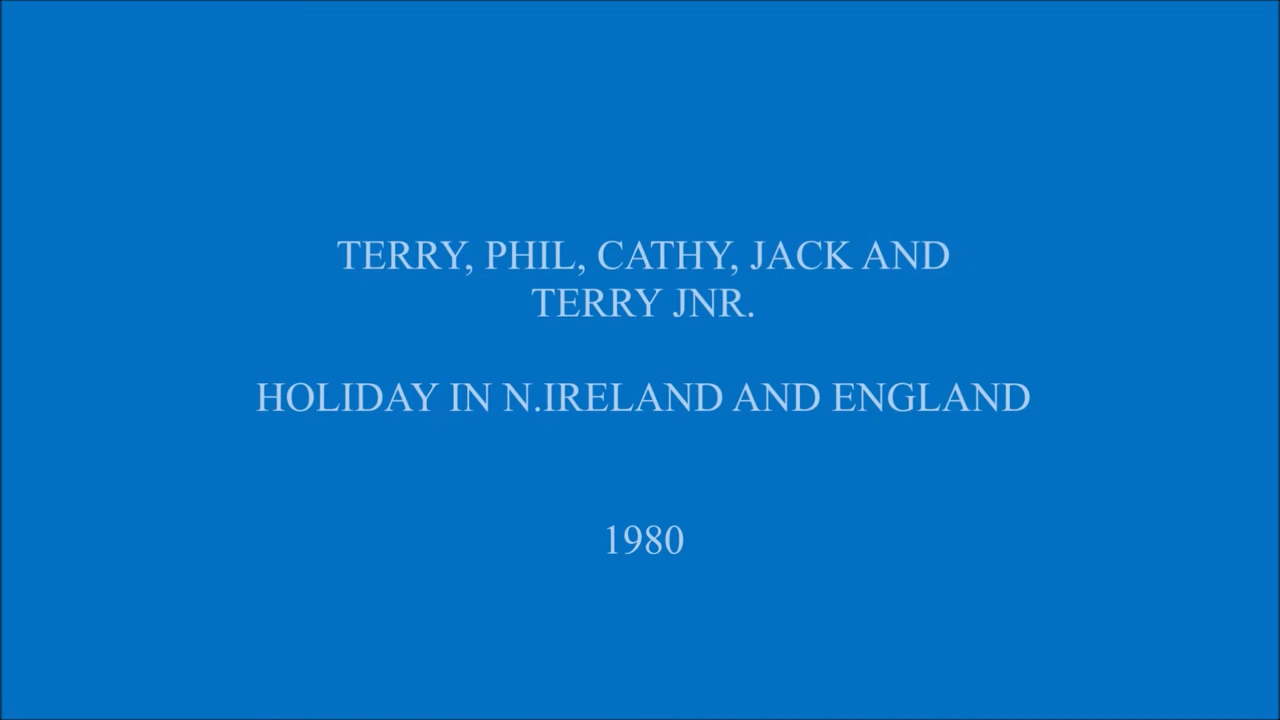 TERRY, PHIL, CATHY, JACK AND
TERRY JNR.
HOLIDAY IN N.IRELAND AND ENGLAND
1980